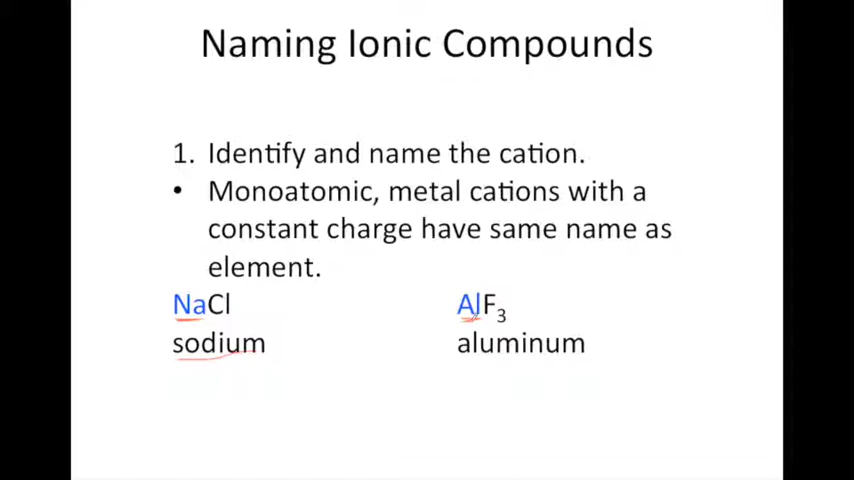 Naming Ionic Compounds
1. Identify and name the cation.
• Monoatomic, metal cations with a
constant charge have same name as
element.
NaCl AlF3
sodium aluminum